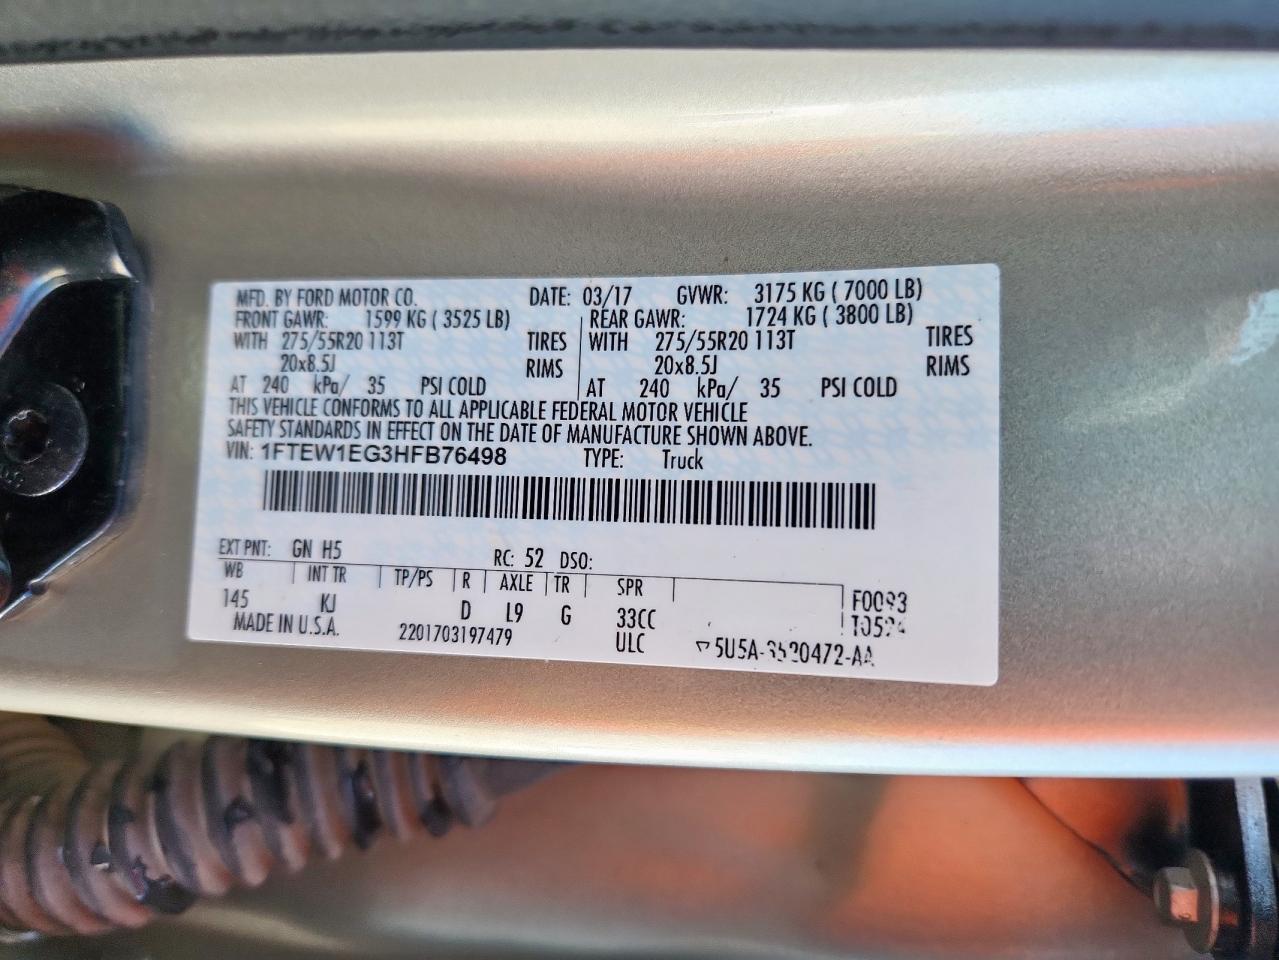 MFD. BY FORD MOTOR CO. DATE: 03/17 GVWR: 3175 KG ( 7000 LB)
FRONT GAWR: 1599 KG ( 3525 LB) REAR GAWR: 1724 KG ( 3800 LB)
WITH 275/55R20 113T TIRES WITH 275/55R20 113T TIRES
20x8.5J RIMS 20x8.5J RIMS
AT 240 kPa/ 35 PSI COLD AT 240 kPa/ 35 PSI COLD
THIS VEHICLE CONFORMS TO ALL APPLICABLE FEDERAL MOTOR VEHICLE
SAFETY STANDARDS IN EFFECT ON THE DATE OF MANUFACTURE SHOWN ABOVE.
VIN: 1FTEW1EG3HFB76498 TYPE: Truck
EXT PNT: GN H5 RC: 52 DSO:
WB INT TR TP/PS R AXLE TR SPR
145 KJ D L9 G 33CC F0093
MADE IN U.S.A. 2201703197479 ULC